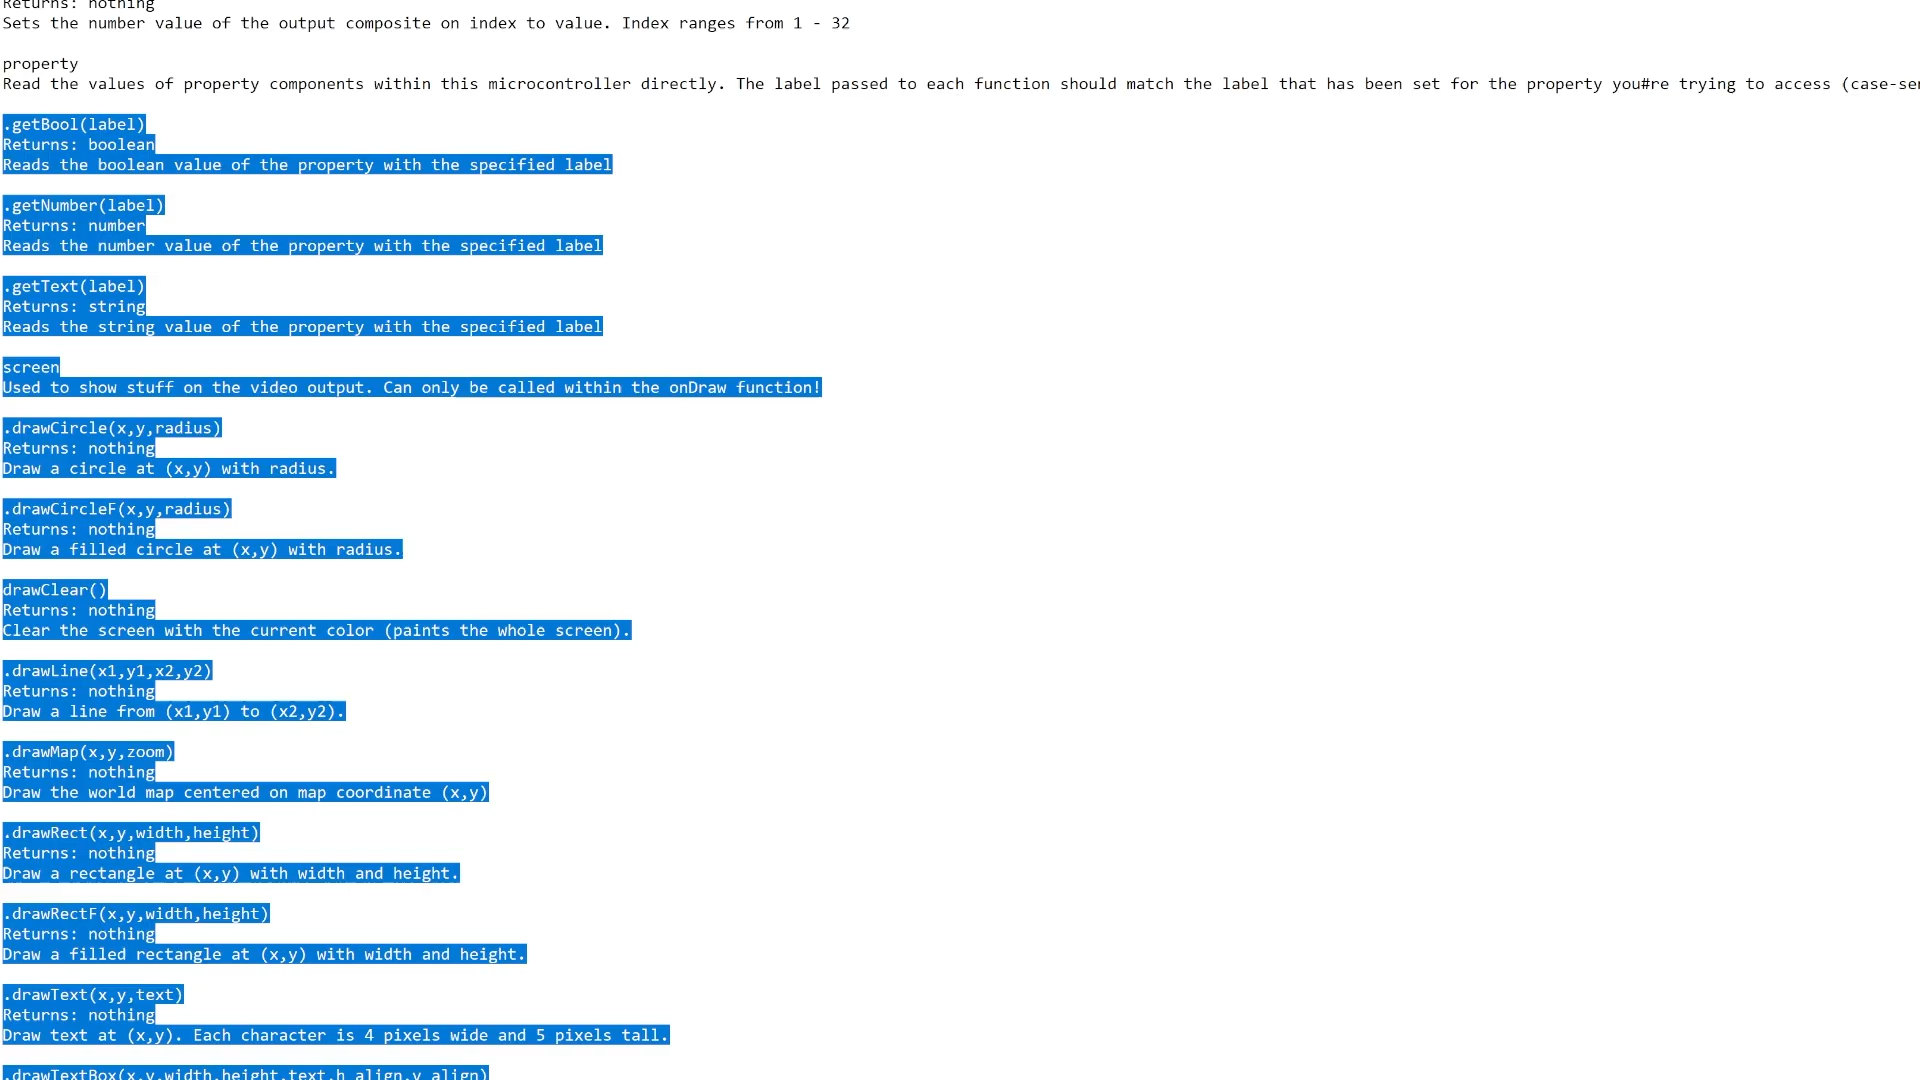 Returns: nothing
Sets the number value of the output composite on index to value. Index ranges from 1 - 32
property
Read the values of property components within this microcontroller directly. The label passed to each function should match the label that has been set for the property you#re trying to access (case-sen
.getBool(label)
Returns: boolean
Reads the boolean value of the property with the specified label
.getNumber(label)
Returns: number
Reads the number value of the property with the specified label
.getText(label)
Returns: string
Reads the string value of the property with the specified label
screen
Used to show stuff on the video output. Can only be called within the onDraw function!
.drawCircle(x,y,radius)
Returns: nothing
Draw a circle at (x,y) with radius.
.drawCircleF(x,y,radius)
Returns: nothing
Draw a filled circle at (x,y) with radius.
drawClear()
Returns: nothing
Clear the screen with the current color (paints the whole screen).
.drawLine(x1,y1,x2,y2)
Returns: nothing
Draw a line from (x1,y1) to (x2,y2).
.drawMap(x,y,zoom)
Returns: nothing
Draw the world map centered on map coordinate (x,y)
.drawRect(x,y,width,height)
Returns: nothing
Draw a rectangle at (x,y) with width and height.
.drawRectF(x,y,width,height)
Returns: nothing
Draw a filled rectangle at (x,y) with width and height.
.drawText(x,y,text)
Returns: nothing
Draw text at (x,y). Each character is 4 pixels wide and 5 pixels tall.
.drawTextBox(x,y,width,height,text,h_align,v_align)